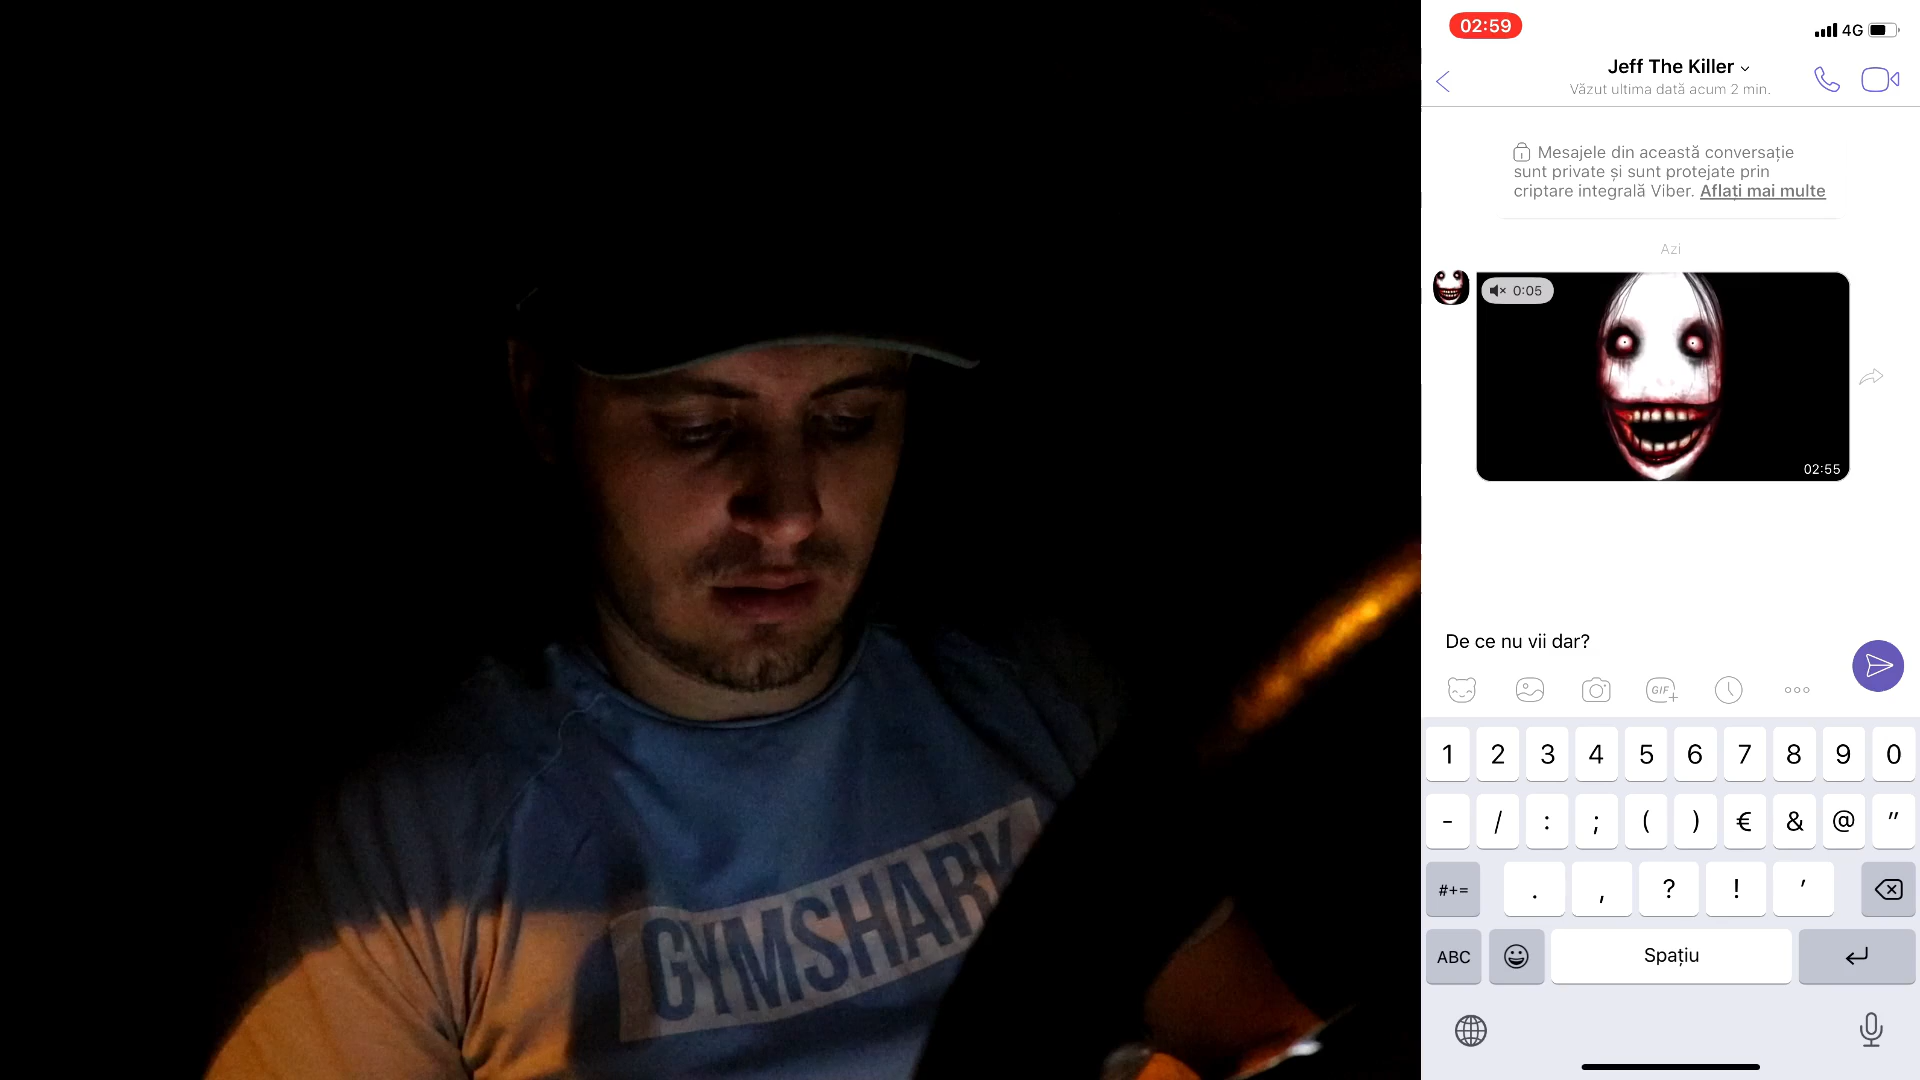 GYMSHARK
02:59
4G
Jeff The Killer
Văzut ultima dată acum 2 min.
Mesajele din această conversație
sunt private și sunt protejate prin
criptare integrală Viber. Aflați mai multe
Azi
0:05
02:55
De ce nu vii dar?
GIF
1 2 3 4 5 6 7 8 9 0
- / : ; ( ) € & @ "
#+= . , ? ! '
ABC Spațiu